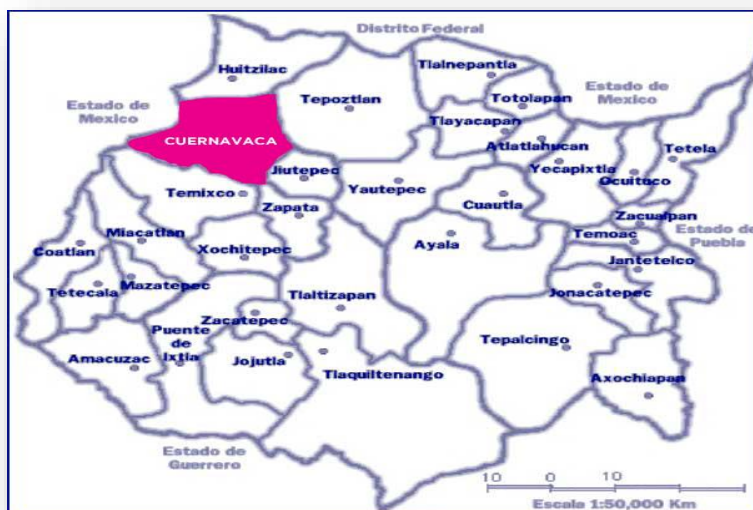 Distrito Federal
Tlalnepantla
Huitzilac
Estado de
Mexico
Estado de
Mexico
Tepoztlan
Totolapan
Tlayacapan
CUERNAVACA
Atlatlahucan
Yecapixtla
Tetela
Ocuituco
Jiutepec
Temixco
Yautepec
Cuautla
Zapata
Zacualpan
Miacatlan
Coatlan
Xochitepec
Ayala
Temoac
Estado de
Puebla
Jantetelco
Tetecala
Mazatepec
Tlaltizapan
Jonacatepec
Zacatepec
Puente
de
Ixtla
Amacuzac
Jojutla
Tlaquiltenango
Tepalcingo
Axochiapan
Estado de
Guerrero
10 0 10
Escala 1:50,000 Km